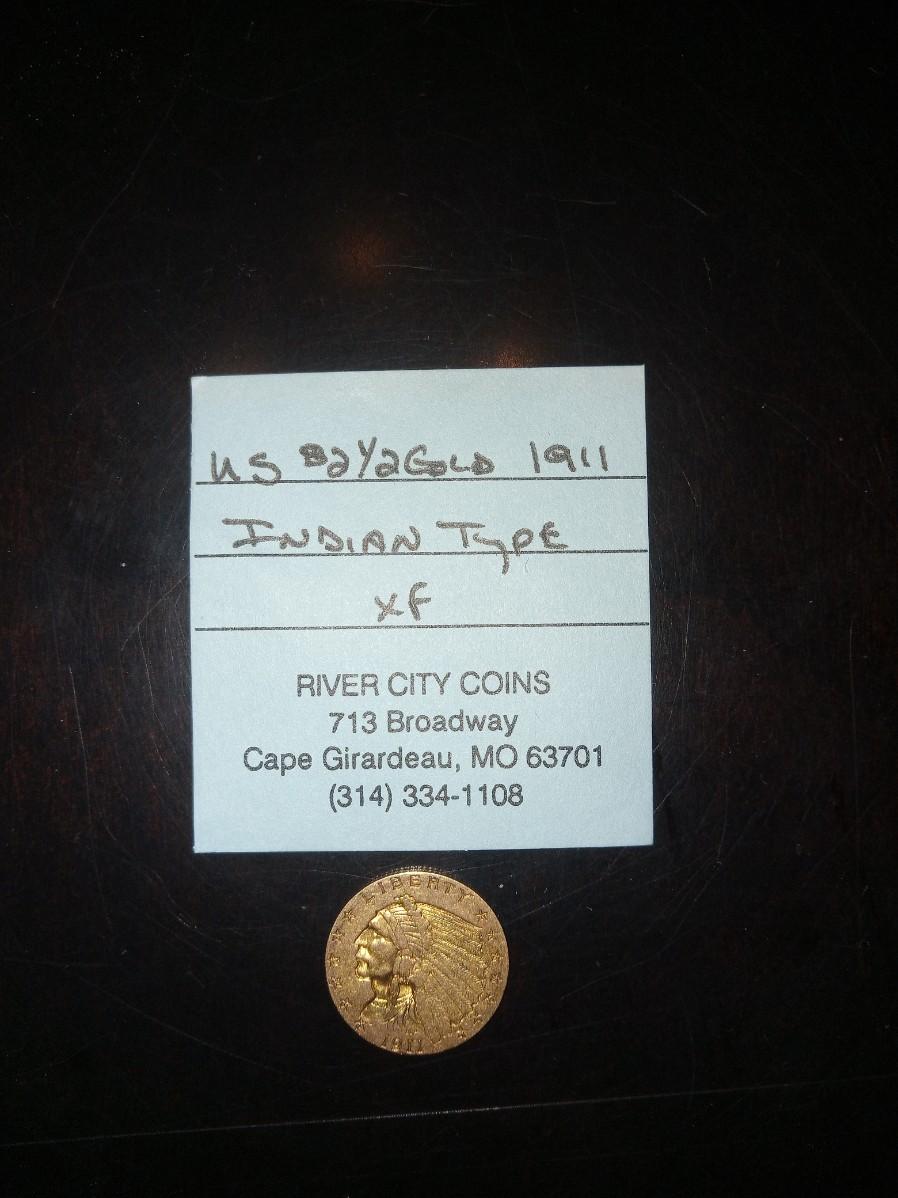 US $2 1/2 GOLD 1911
INDIAN TYPE
XF
RIVER CITY COINS
713 Broadway
Cape Girardeau, MO 63701
(314) 334-1108
LIBERTY
1911